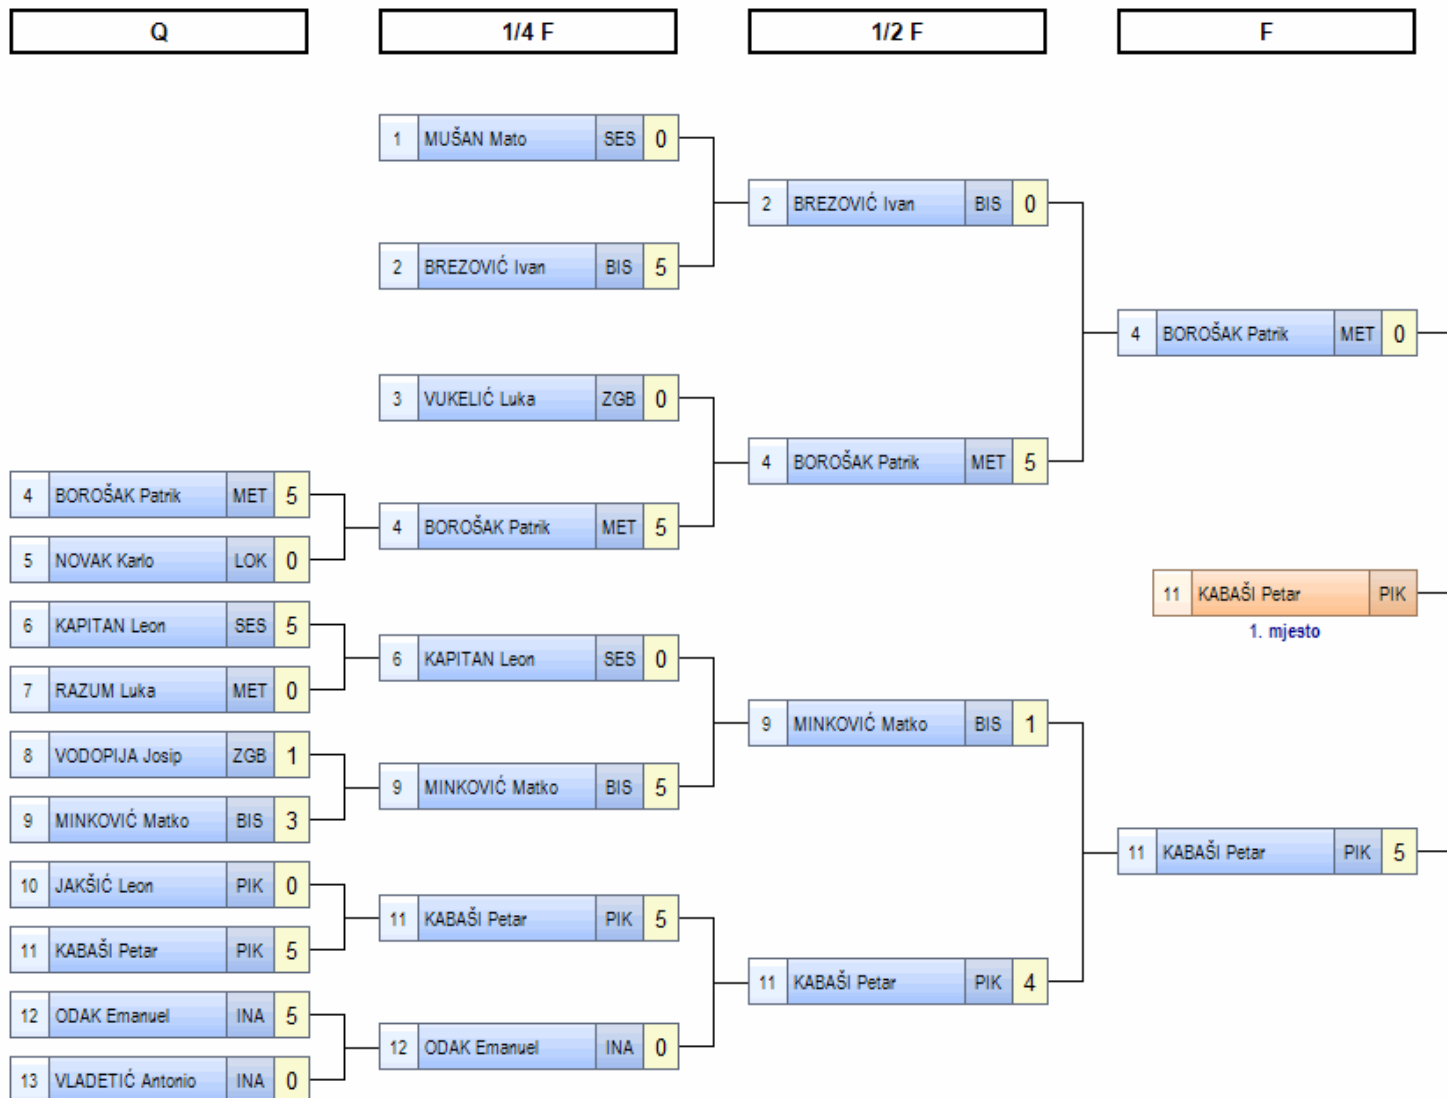 Q
1/4 F
1/2 F
F
1 MUŠAN Mato SES 0
2 BREZOVIĆ Ivan BIS 5
3 VUKELIĆ Luka ZGB 0
4 BOROŠAK Patrik MET 5
5 NOVAK Karlo LOK 0
6 KAPITAN Leon SES 5
7 RAZUM Luka MET 0
8 VODOPIJA Josip ZGB 1
9 MINKOVIĆ Matko BIS 3
10 JAKŠIĆ Leon PIK 0
11 KABAŠI Petar PIK 5
12 ODAK Emanuel INA 5
13 VLADETIĆ Antonio INA 0
4 BOROŠAK Patrik MET 5
6 KAPITAN Leon SES 0
9 MINKOVIĆ Matko BIS 5
11 KABAŠI Petar PIK 5
12 ODAK Emanuel INA 0
2 BREZOVIĆ Ivan BIS 0
4 BOROŠAK Patrik MET 5
9 MINKOVIĆ Matko BIS 1
11 KABAŠI Petar PIK 4
4 BOROŠAK Patrik MET 0
11 KABAŠI Petar PIK
1. mjesto
11 KABAŠI Petar PIK 5